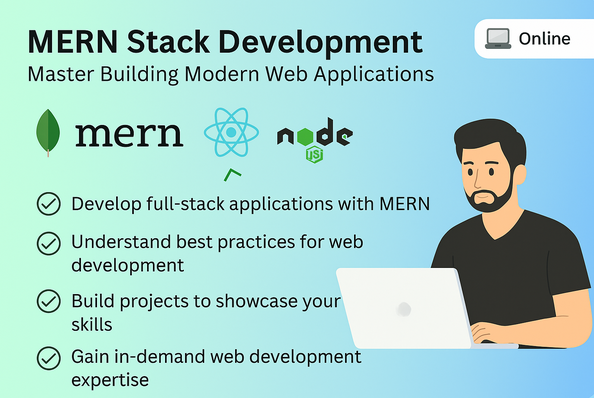 MERN Stack Development
Online
Master Building Modern Web Applications
mern
node
JS
Develop full-stack applications with MERN
Understand best practices for web
development
Build projects to showcase your
skills
Gain in-demand web development
expertise